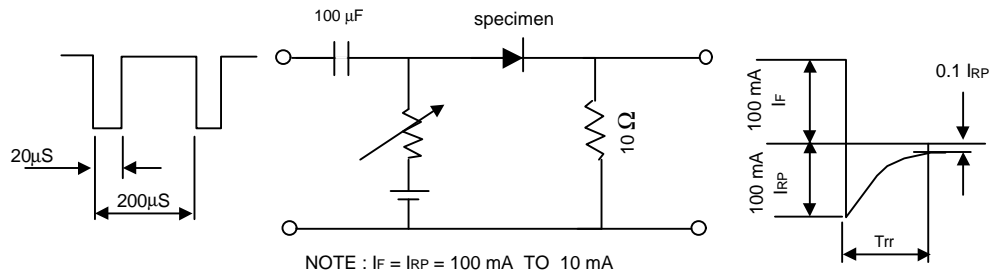 100 µF
specimen
10 Ω
20µS
200µS
100 mA
IF
100 mA
IRP
0.1 IRP
Trr
NOTE : IF = IRP = 100 mA TO 10 mA